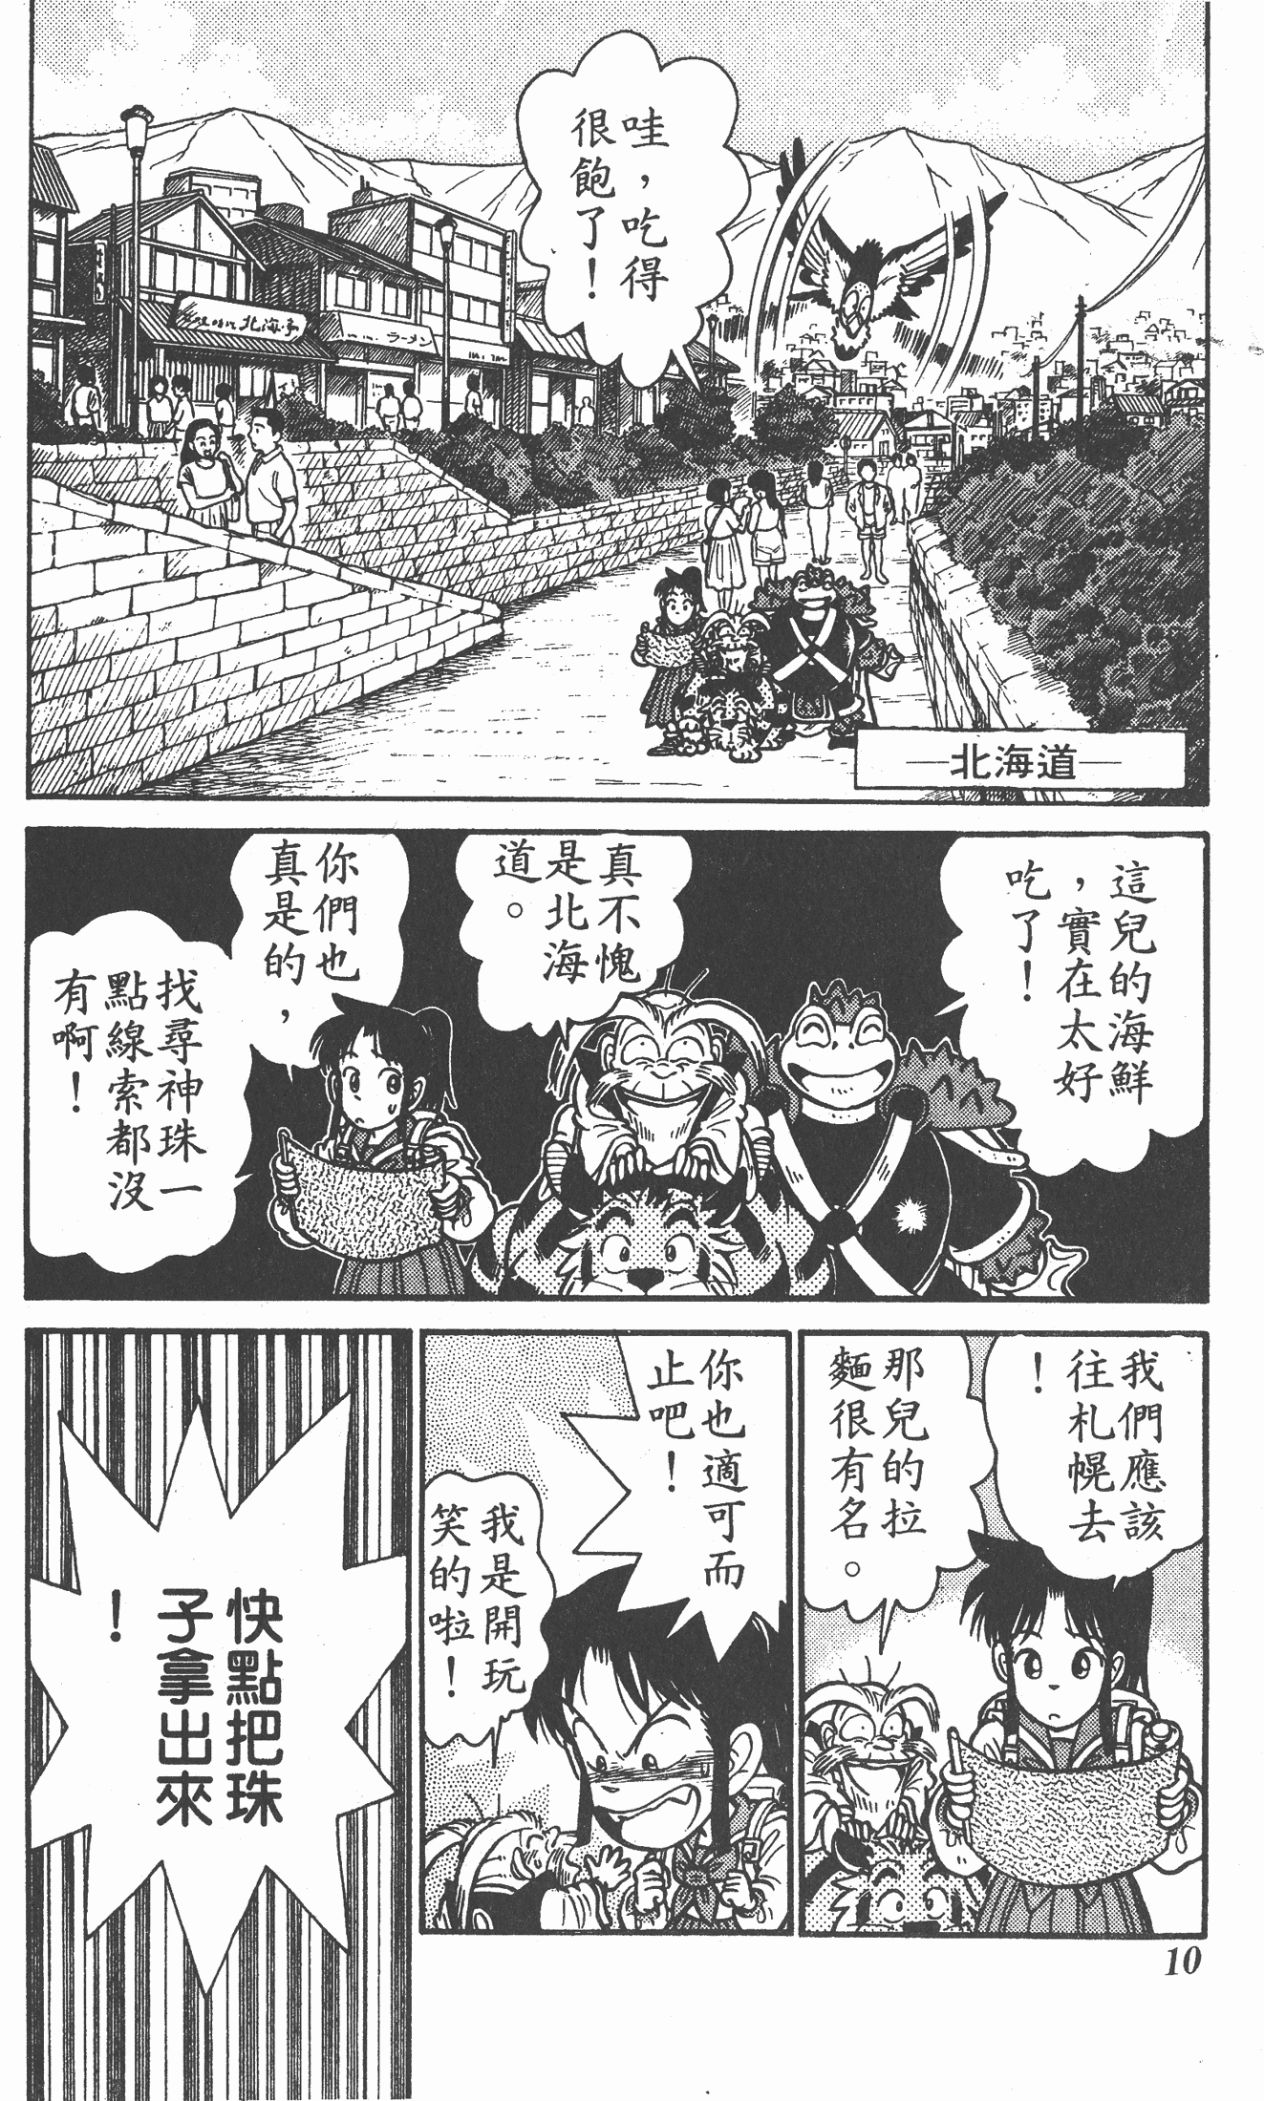 哇，吃得
很飽了！
北海亭
ラーメン
—北海道—
這兒的海鮮
，實在太好
吃了！
真不愧
是北海
道。
你們也
真是的，
找尋神珠一
點線索都沒
有啊！
我們應該
往札幌去
！
那兒的拉
麵很有名。
你也適可而
止吧！
我是開玩
笑的啦！
快點把珠
子拿出來
！
10